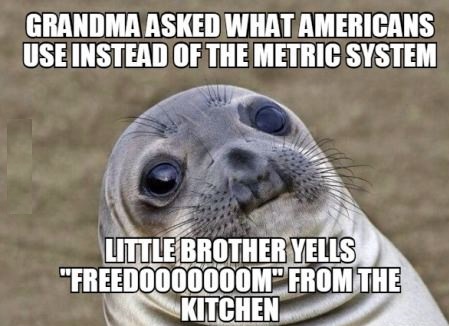 GRANDMA ASKED WHAT AMERICANS
USE INSTEAD OF THE METRIC SYSTEM
LITTLE BROTHER YELLS
"FREEDOOOOOOOM" FROM THE
KITCHEN